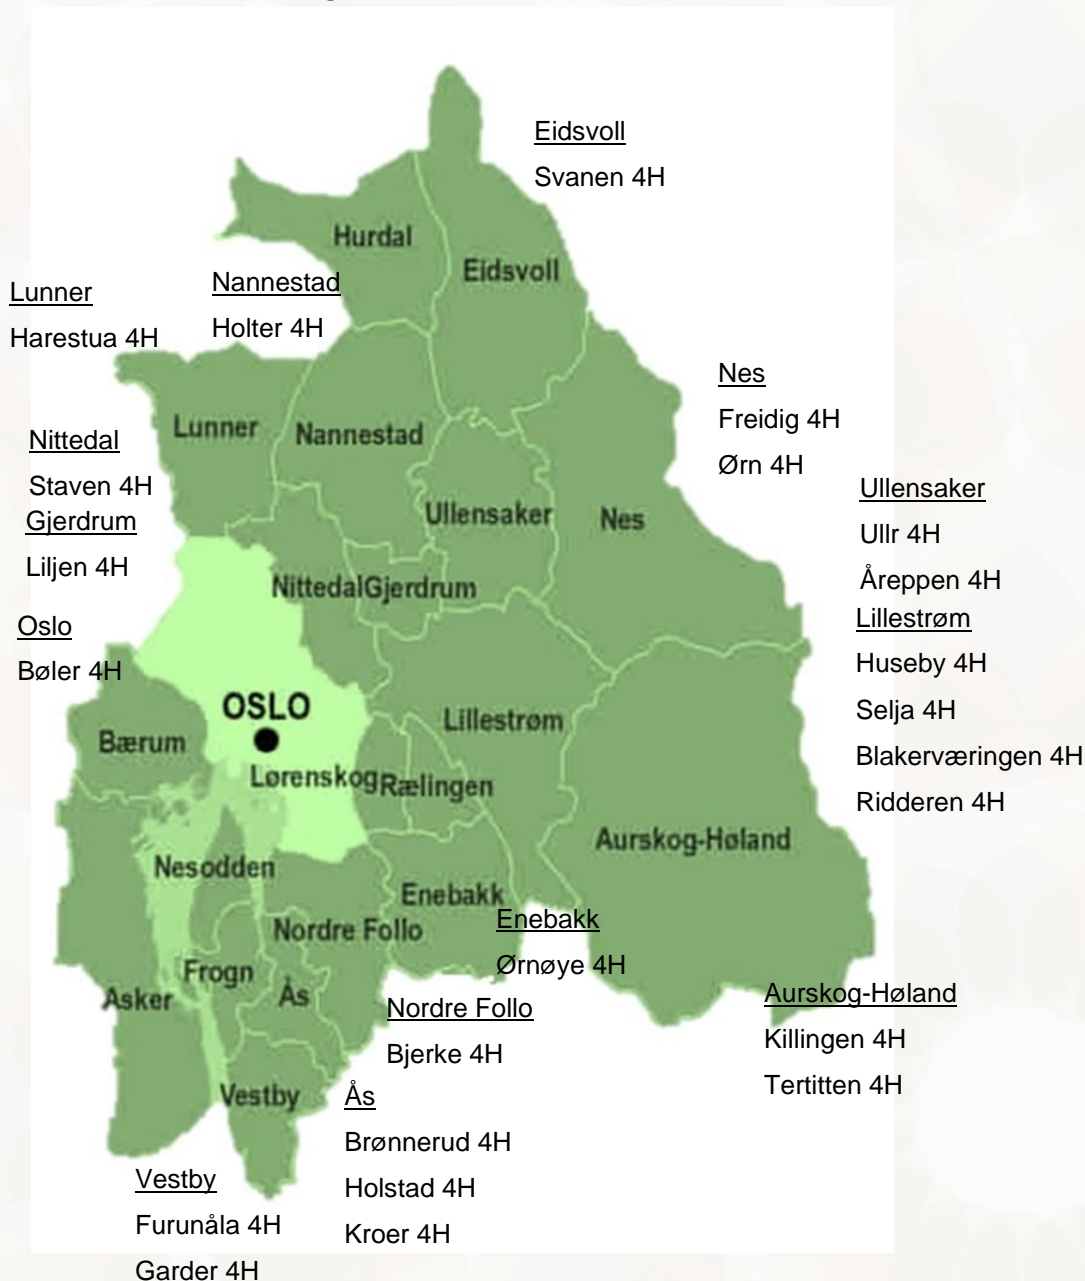 Eidsvoll
Svanen 4H
Hurdal
Eidsvoll
Lunner
Harestua 4H
Nannestad
Holter 4H
Nes
Freidig 4H
Ørn 4H
Lunner
Nannestad
Nittedal
Staven 4H
Gjerdrum
Liljen 4H
Ullensaker
Nes
Ullensaker
Ullr 4H
Åreppen 4H
Nittedal
Gjerdrum
Oslo
Bøler 4H
Lillestrøm
Huseby 4H
Selja 4H
Blakerværingen 4H
Ridderen 4H
OSLO
Bærum
Lillestrøm
Lørenskog
Rælingen
Aurskog-Høland
Nesodden
Enebakk
Nordre Follo
Enebakk
Ørnøye 4H
Frogn
Ås
Asker
Aurskog-Høland
Killingen 4H
Tertitten 4H
Nordre Follo
Bjerke 4H
Vestby
Ås
Brønnerud 4H
Holstad 4H
Kroer 4H
Vestby
Furunåla 4H
Garder 4H